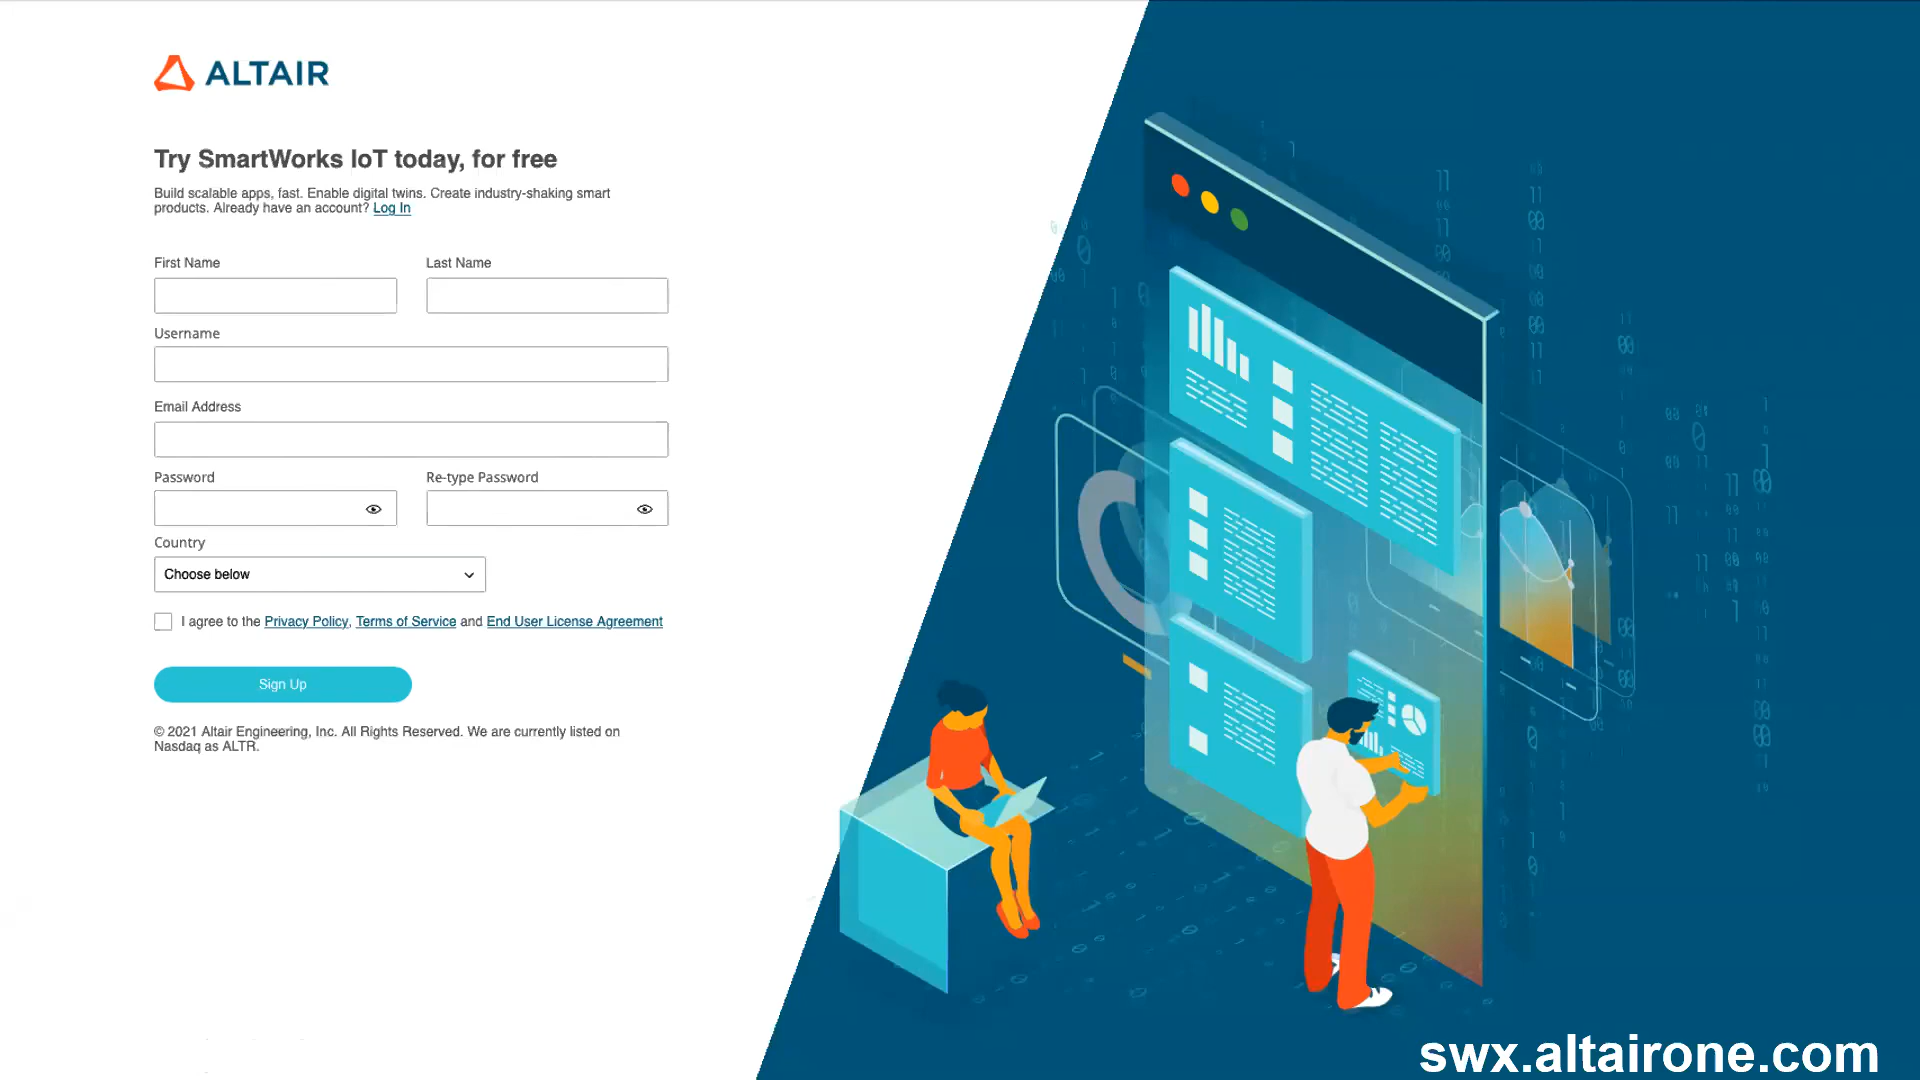 ALTAIR
Try SmartWorks IoT today, for free
Build scalable apps, fast. Enable digital twins. Create industry-shaking smart
products. Already have an account? Log In
First Name
Last Name
Username
Email Address
Password
Re-type Password
Country
Choose below
I agree to the Privacy Policy, Terms of Service and End User License Agreement
Sign Up
© 2021 Altair Engineering, Inc. All Rights Reserved. We are currently listed on
Nasdaq as ALTR.
swx.altairone.com